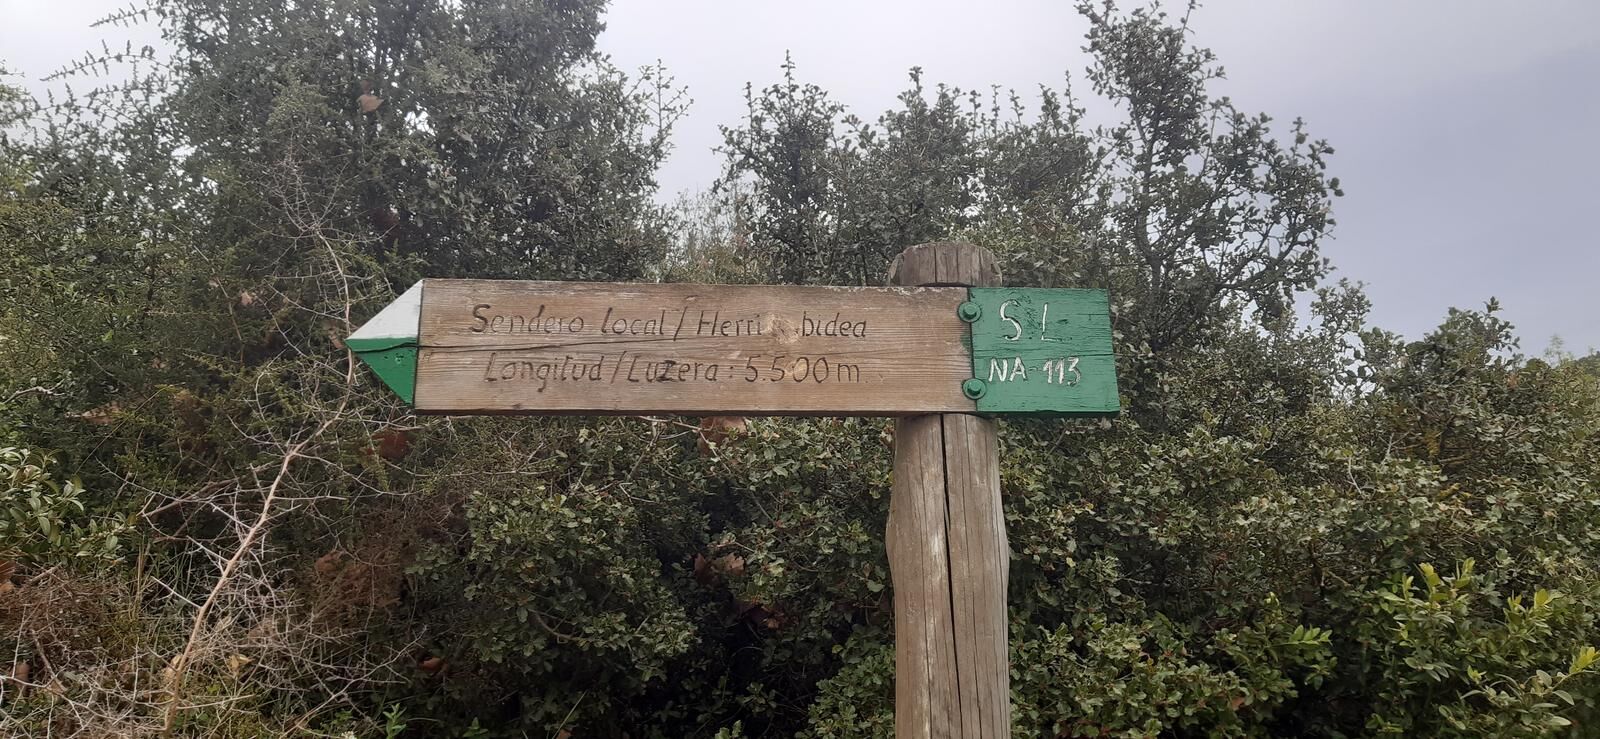 Sendero local / Herri bidea
Longitud / Luzera : 5.500 m.
S.L.
NA-113